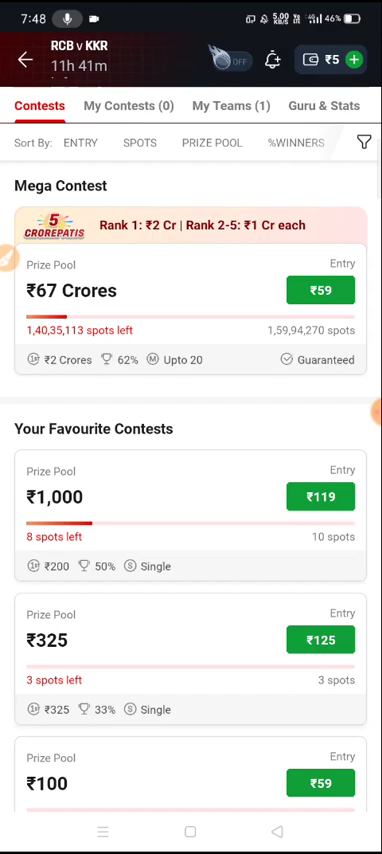 7:48
5.00 KB/S 46%
RCB v KKR
11h 41m
OFF
₹5
Contests My Contests (0) My Teams (1) Guru & Stats
Sort By: ENTRY SPOTS PRIZE POOL %WINNERS
Mega Contest
5 CROREPATIS Rank 1: ₹2 Cr | Rank 2-5: ₹1 Cr each
Prize Pool Entry
₹67 Crores ₹59
1,40,35,113 spots left 1,59,94,270 spots
1st ₹2 Crores 62% M Upto 20 Guaranteed
Your Favourite Contests
Prize Pool Entry
₹1,000 ₹119
8 spots left 10 spots
1st ₹200 50% S Single
Prize Pool Entry
₹325 ₹125
3 spots left 3 spots
1st ₹325 33% S Single
Prize Pool Entry
₹100 ₹59